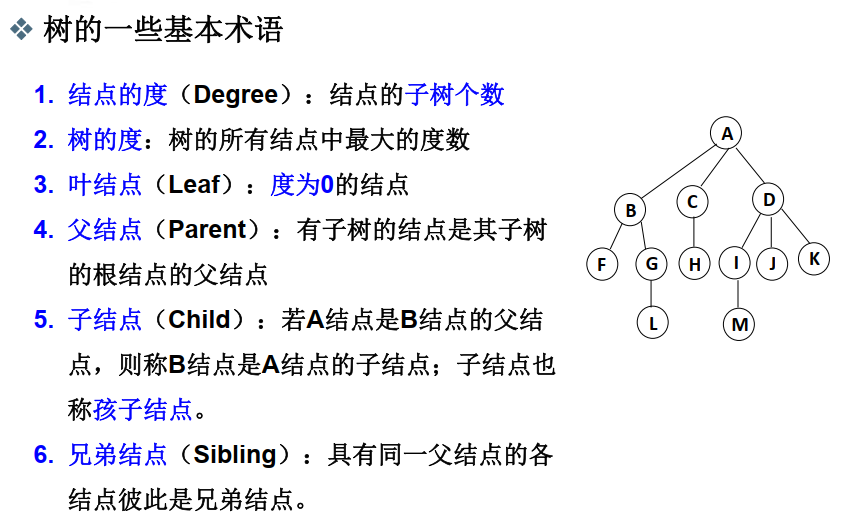 树的一些基本术语
1. 结点的度（Degree）：结点的子树个数
2. 树的度：树的所有结点中最大的度数
3. 叶结点（Leaf）：度为0的结点
4. 父结点（Parent）：有子树的结点是其子树
的根结点的父结点
5. 子结点（Child）：若A结点是B结点的父结
点，则称B结点是A结点的子结点；子结点也
称孩子结点。
6. 兄弟结点（Sibling）：具有同一父结点的各
结点彼此是兄弟结点。
A
B C D
F G H I J K
L M